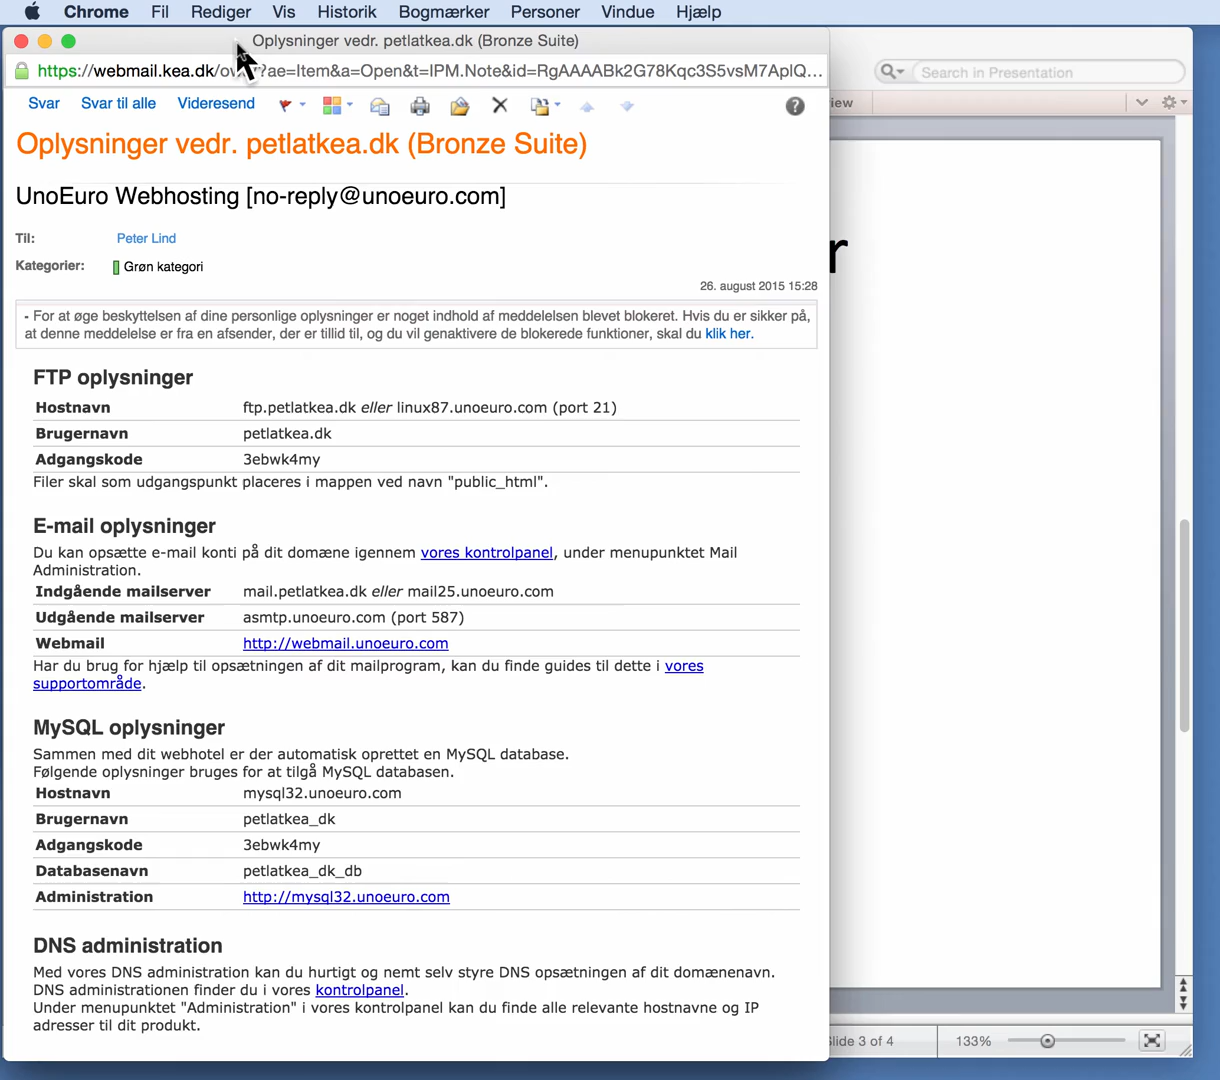 Chrome Fil Rediger Vis Historik Bogmærker Personer Vindue Hjælp
Oplysninger vedr. petlatkea.dk (Bronze Suite)
https://webmail.kea.dk/ow ?ae=Item&a=Open&t=IPM.Note&id=RgAAAABk2G78Kqc3S5vsM7AplQ...
Search in Presentation
Svar Svar til alle Videresend
iew
Oplysninger vedr. petlatkea.dk (Bronze Suite)
UnoEuro Webhosting [no-reply@unoeuro.com]
Til: Peter Lind
r
Kategorier: Grøn kategori
26. august 2015 15:28
- For at øge beskyttelsen af dine personlige oplysninger er noget indhold af meddelelsen blevet blokeret. Hvis du er sikker på,
at denne meddelelse er fra en afsender, der er tillid til, og du vil genaktivere de blokerede funktioner, skal du klik her.
FTP oplysninger
Hostnavn ftp.petlatkea.dk eller linux87.unoeuro.com (port 21)
Brugernavn petlatkea.dk
Adgangskode 3ebwk4my
Filer skal som udgangspunkt placeres i mappen ved navn "public_html".
E-mail oplysninger
Du kan opsætte e-mail konti på dit domæne igennem vores kontrolpanel, under menupunktet Mail
Administration.
Indgående mailserver mail.petlatkea.dk eller mail25.unoeuro.com
Udgående mailserver asmtp.unoeuro.com (port 587)
Webmail http://webmail.unoeuro.com
Har du brug for hjælp til opsætningen af dit mailprogram, kan du finde guides til dette i vores
supportområde.
MySQL oplysninger
Sammen med dit webhotel er der automatisk oprettet en MySQL database.
Følgende oplysninger bruges for at tilgå MySQL databasen.
Hostnavn mysql32.unoeuro.com
Brugernavn petlatkea_dk
Adgangskode 3ebwk4my
Databasenavn petlatkea_dk_db
Administration http://mysql32.unoeuro.com
DNS administration
Med vores DNS administration kan du hurtigt og nemt selv styre DNS opsætningen af dit domænenavn.
DNS administrationen finder du i vores kontrolpanel.
Under menupunktet "Administration" i vores kontrolpanel kan du finde alle relevante hostnavne og IP
adresser til dit produkt.
lide 3 of 4 133%